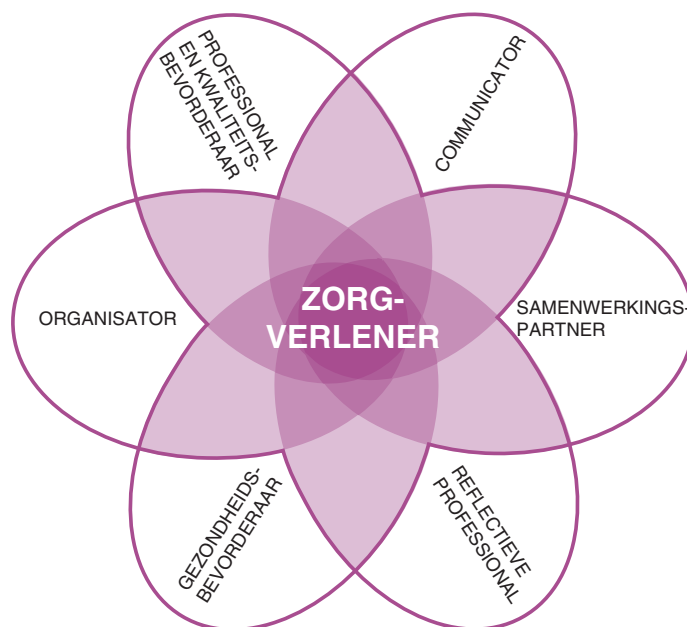 PROFESSIONAL
EN KWALITEITS-
BEVORDERAAR
COMMUNICATOR
ORGANISATOR
ZORG-
VERLENER
SAMENWERKINGS-
PARTNER
GEZONDHEIDS-
BEVORDERAAR
REFLECTIEVE
PROFESSIONAL